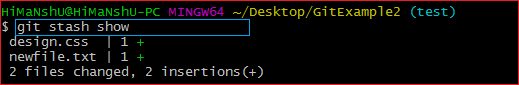 HiMaNshU@HiMaNshU-PC MINGW64 ~/Desktop/GitExample2 (test)
$ git stash show
 design.css  | 1 +
 newfile.txt | 1 +
 2 files changed, 2 insertions(+)